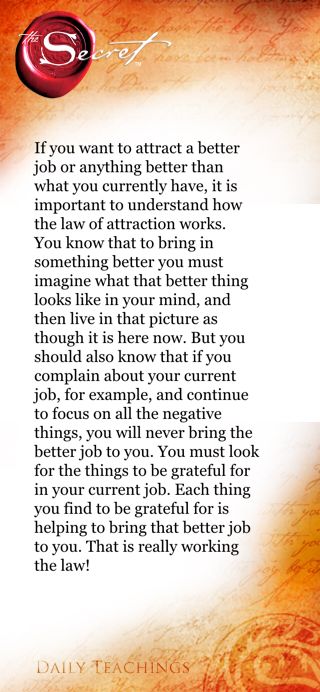 the Secret™
If you want to attract a better
job or anything better than
what you currently have, it is
important to understand how
the law of attraction works.
You know that to bring in
something better you must
imagine what that better thing
looks like in your mind, and
then live in that picture as
though it is here now. But you
should also know that if you
complain about your current
job, for example, and continue
to focus on all the negative
things, you will never bring the
better job to you. You must look
for the things to be grateful for
in your current job. Each thing
you find to be grateful for is
helping to bring that better job
to you. That is really working
the law!
DAILY TEACHINGS